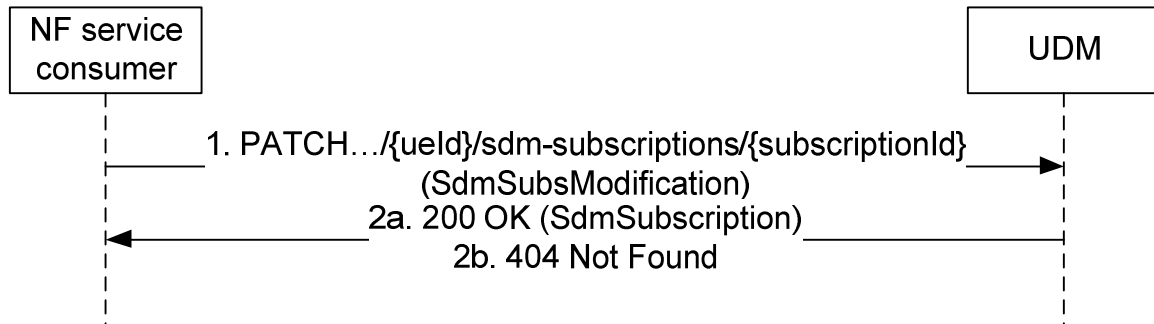 NF service
consumer
UDM
1. PATCH…/{ueId}/sdm-subscriptions/{subscriptionId}
(SdmSubsModification)
2a. 200 OK (SdmSubscription)
2b. 404 Not Found